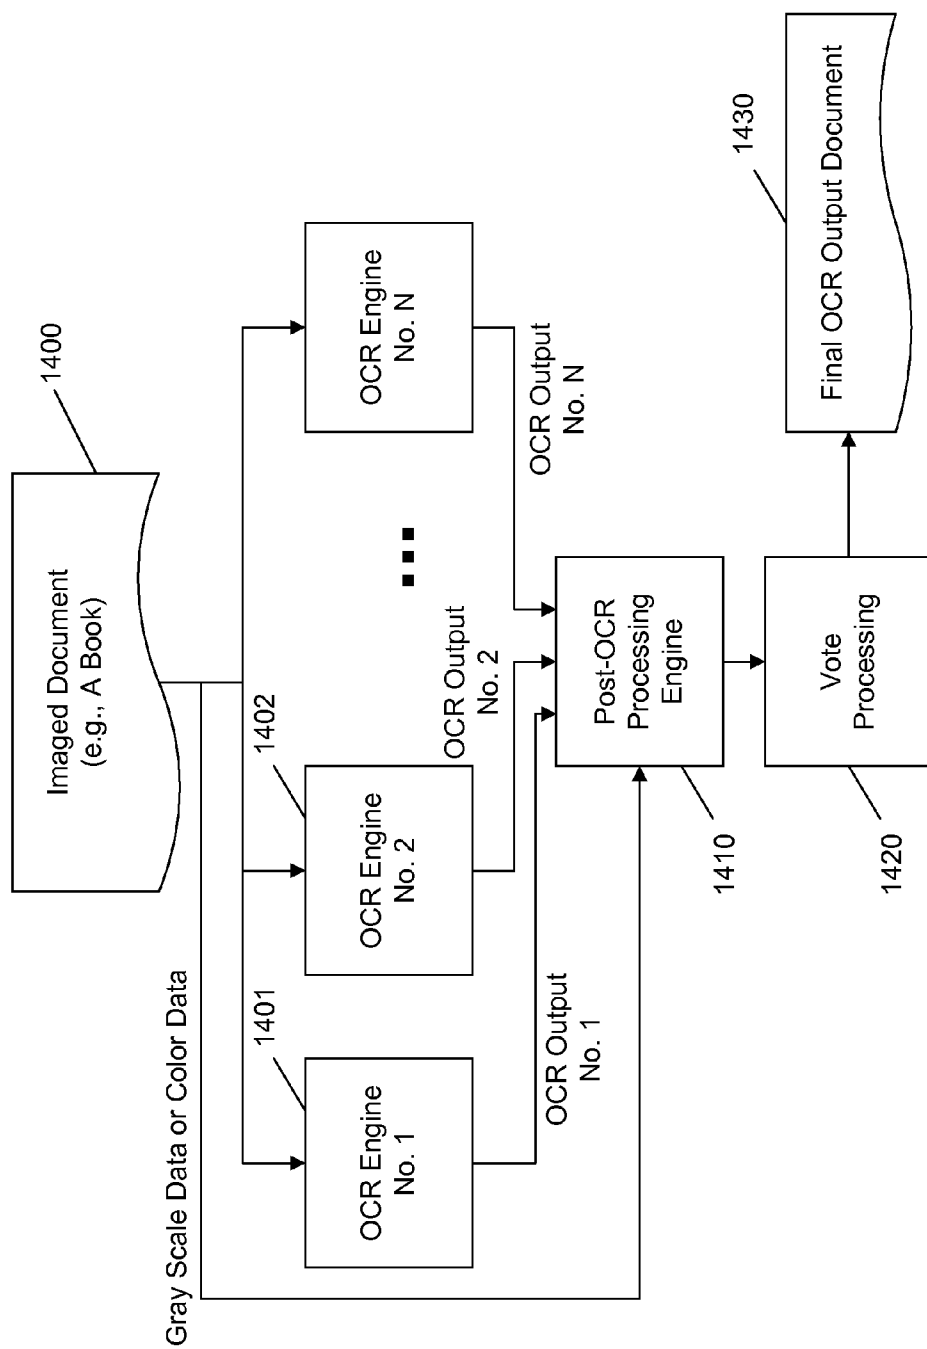 Imaged Document
(e.g., A Book)
1400
Gray Scale Data or Color Data
1401
1402
OCR Engine
No. 1
OCR Engine
No. 2
OCR Engine
No. N
OCR Output
No. 1
OCR Output
No. 2
OCR Output
No. N
Post-OCR
Processing
Engine
1410
Vote
Processing
1420
1430
Final OCR Output Document